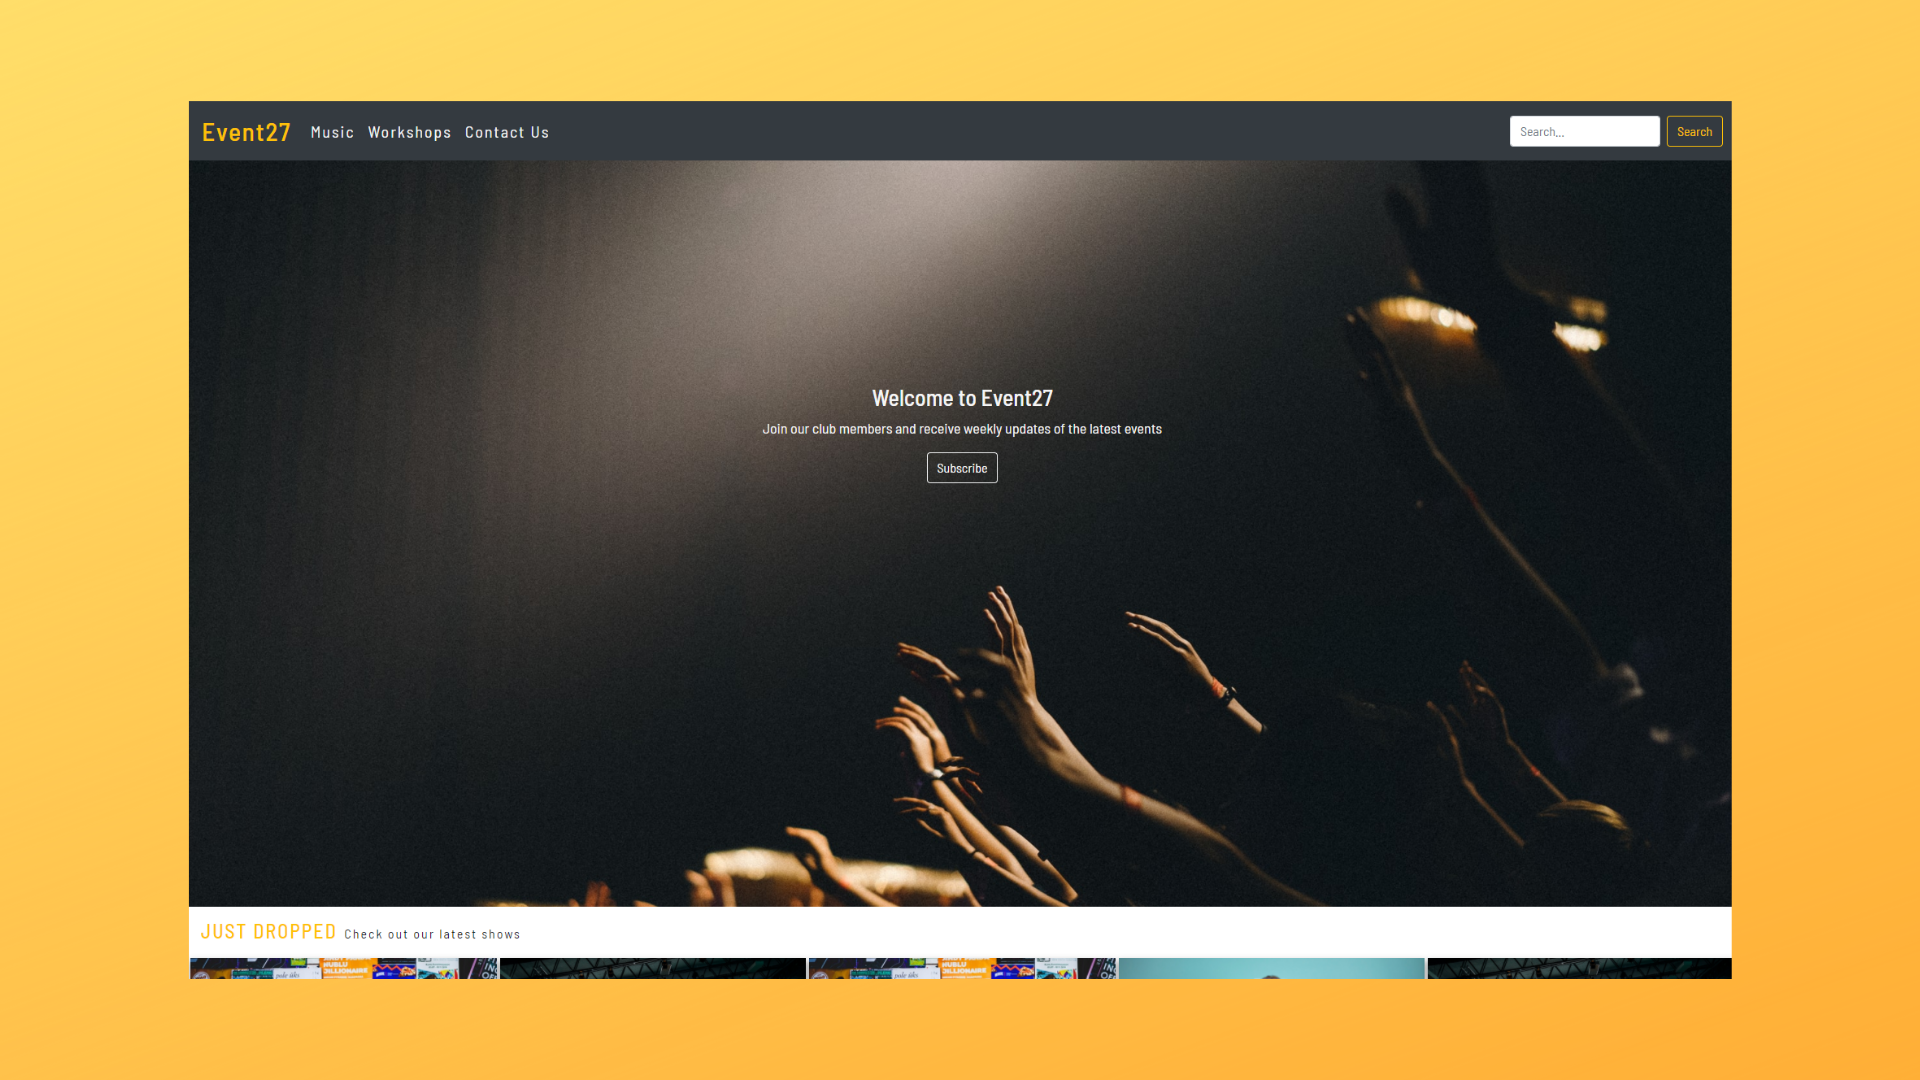 Event27 Music Workshops Contact Us Search... Search
Welcome to Event27
Join our club members and receive weekly updates of the latest events
Subscribe
JUST DROPPED Check out our latest shows